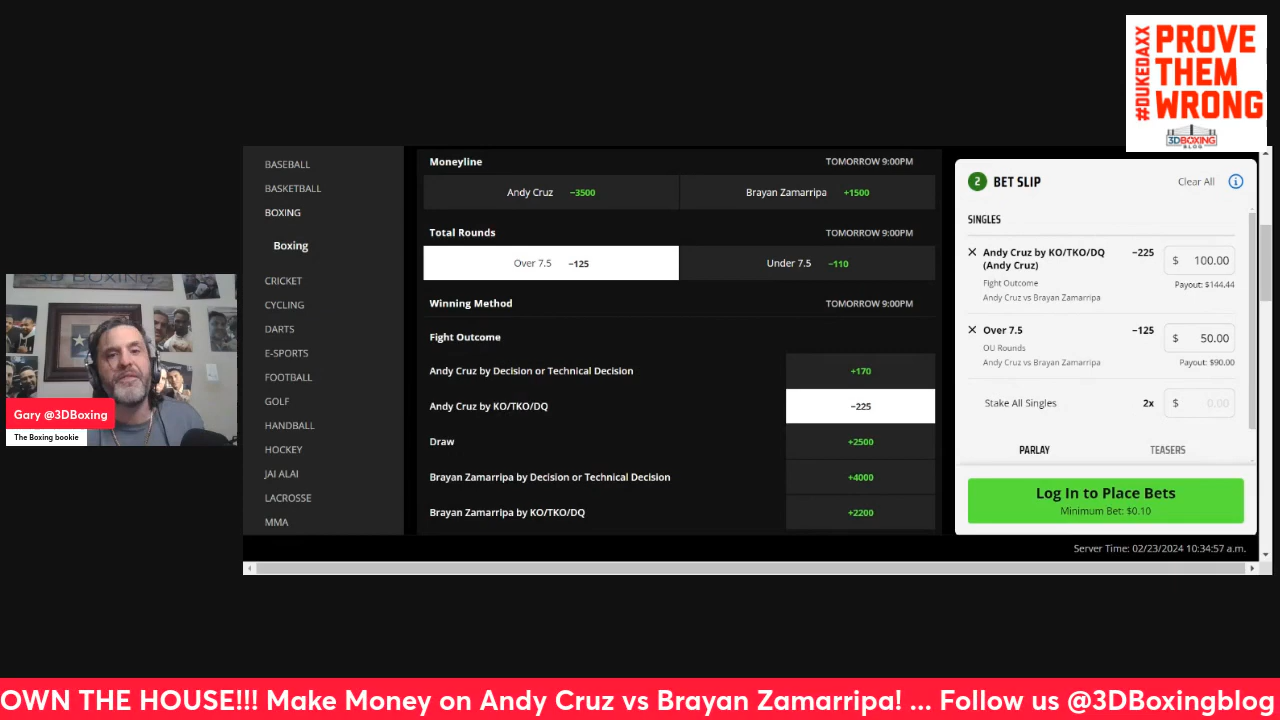 #DUKEDAXX
PROVE
THEM
WRONG
3DBOXING
BLOG
BASEBALL
BASKETBALL
BOXING
Boxing
CRICKET
CYCLING
DARTS
E-SPORTS
FOOTBALL
GOLF
HANDBALL
HOCKEY
JAI ALAI
LACROSSE
MMA
Moneyline TOMORROW 9:00PM
Andy Cruz −3500 Brayan Zamarripa +1500
Total Rounds TOMORROW 9:00PM
Over 7.5 −125 Under 7.5 −110
Winning Method TOMORROW 9:00PM
Fight Outcome
Andy Cruz by Decision or Technical Decision +170
Andy Cruz by KO/TKO/DQ −225
Draw +2500
Brayan Zamarripa by Decision or Technical Decision +4000
Brayan Zamarripa by KO/TKO/DQ +2200
2 BET SLIP Clear All
SINGLES
Andy Cruz by KO/TKO/DQ −225 $ 100.00
(Andy Cruz)
Fight Outcome Payout: $144.44
Andy Cruz vs Brayan Zamarripa
Over 7.5 −125 $ 50.00
OU Rounds
Andy Cruz vs Brayan Zamarripa Payout: $90.00
Stake All Singles 2x $ 0.00
PARLAY TEASERS
Log In to Place Bets
Minimum Bet: $0.10
Server Time: 02/23/2024 10:34:57 a.m.
3D BOXING
Gary @3DBoxing
The Boxing bookie
OWN THE HOUSE!!! Make Money on Andy Cruz vs Brayan Zamarripa! ... Follow us @3DBoxingblog